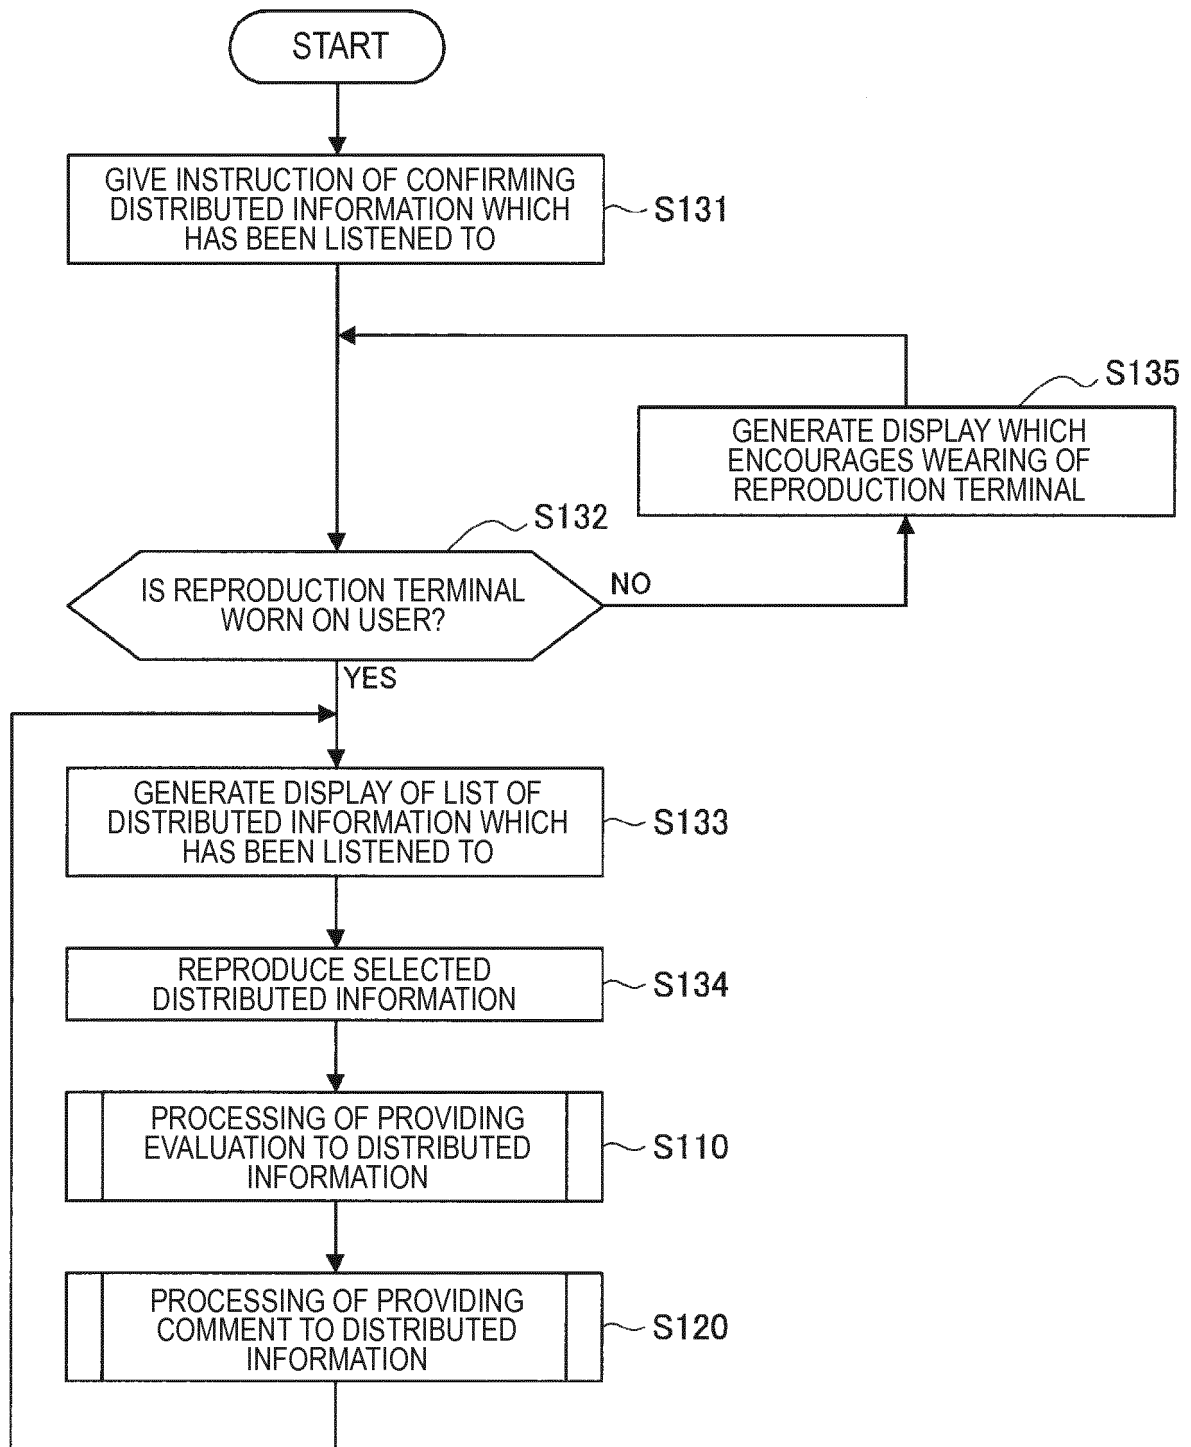 START
GIVE INSTRUCTION OF CONFIRMING
DISTRIBUTED INFORMATION WHICH
HAS BEEN LISTENED TO
S131
S135
GENERATE DISPLAY WHICH
ENCOURAGES WEARING OF
REPRODUCTION TERMINAL
S132
IS REPRODUCTION TERMINAL
WORN ON USER?
NO
YES
GENERATE DISPLAY OF LIST OF
DISTRIBUTED INFORMATION WHICH
HAS BEEN LISTENED TO
S133
REPRODUCE SELECTED
DISTRIBUTED INFORMATION
S134
PROCESSING OF PROVIDING
EVALUATION TO DISTRIBUTED
INFORMATION
S110
PROCESSING OF PROVIDING
COMMENT TO DISTRIBUTED
INFORMATION
S120